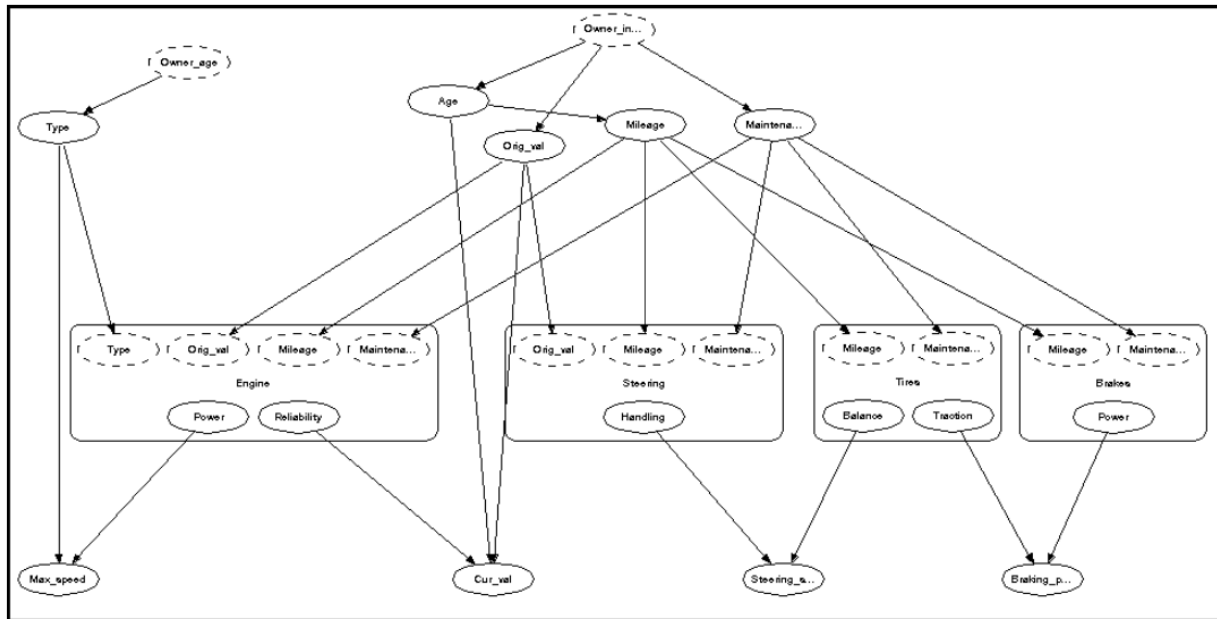 Owner_in...
Owner_age
Age
Type
Mileage
Maintena...
Orig_val
Type
Orig_val
Mileage
Maintena...
Orig_val
Mileage
Maintena...
Mileage
Maintena...
Mileage
Maintena...
Engine
Steering
Tires
Brakes
Power
Reliability
Handling
Balance
Traction
Power
Max_speed
Cur_val
Steering_s...
Braking_p...